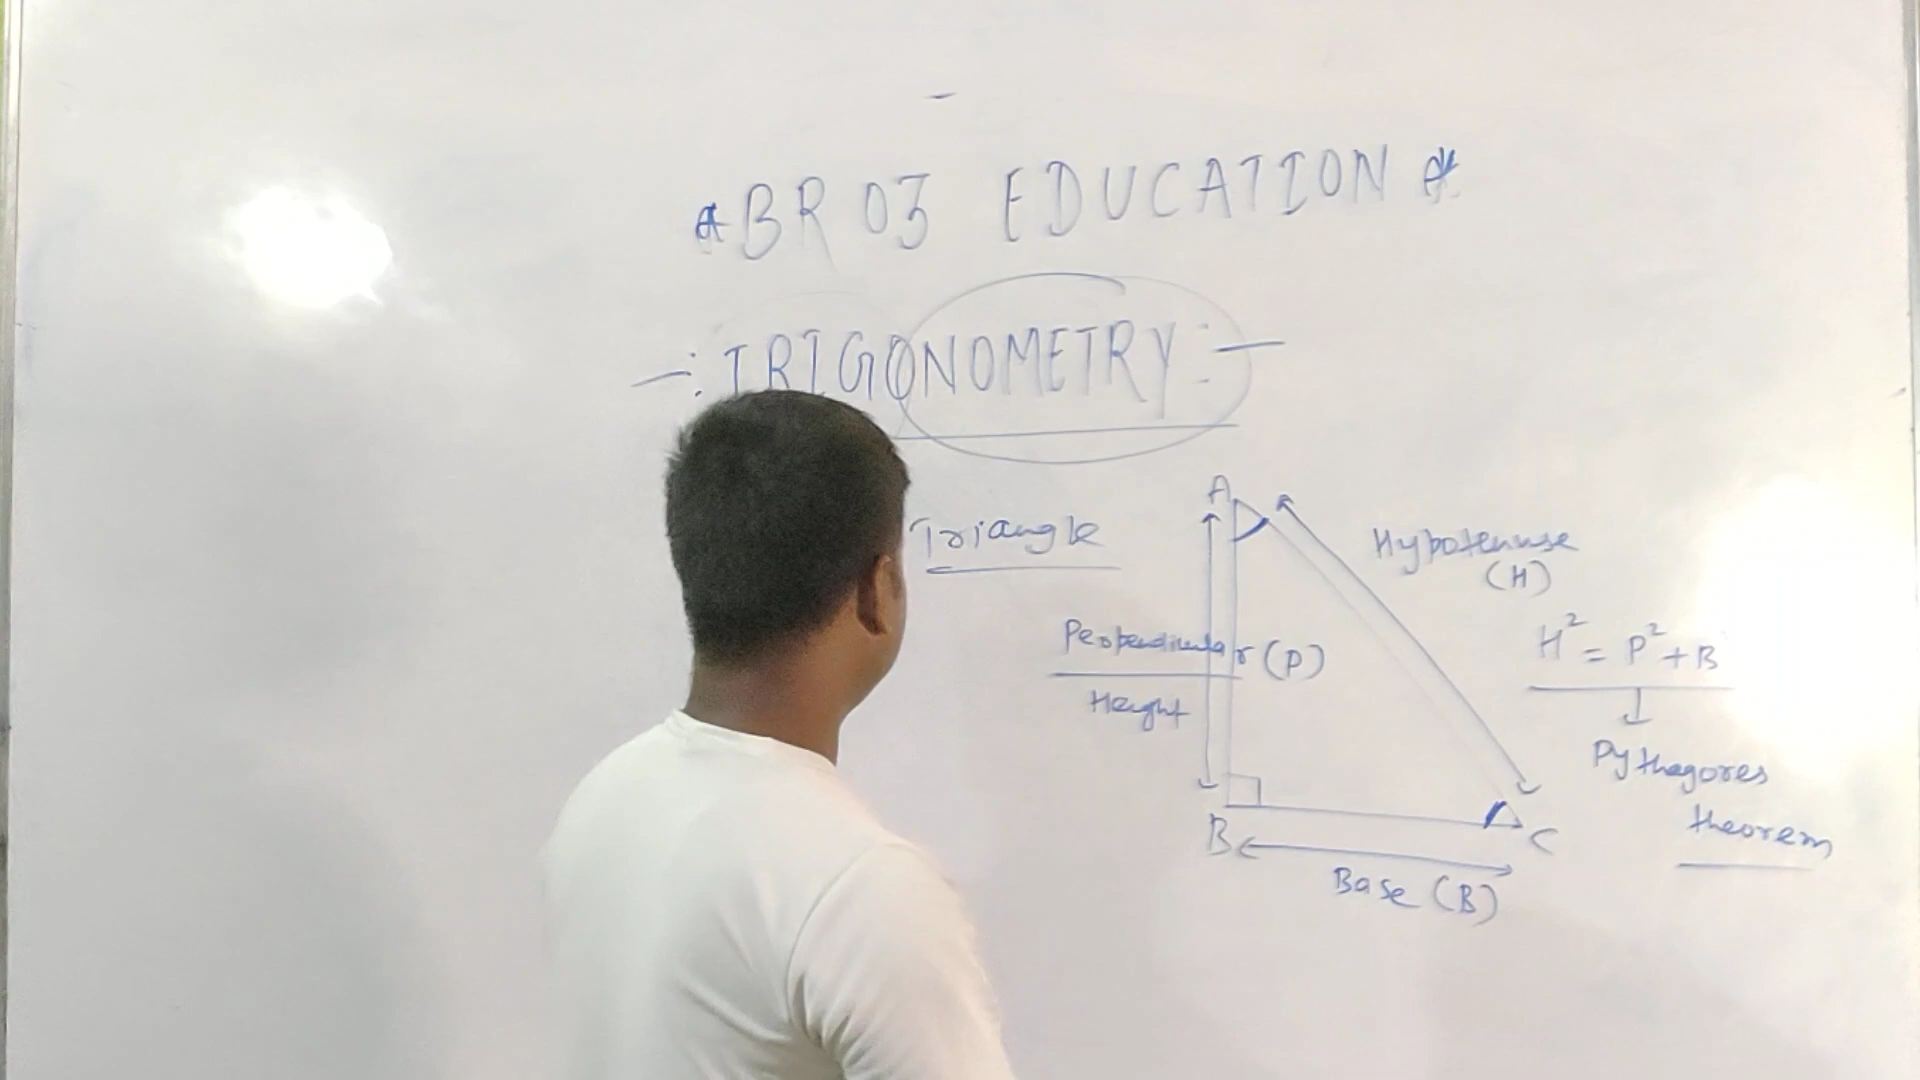 *BR 03 EDUCATION*
-: TRIGONOMETRY :-
Triangle
A
Hypotenuse
(H)
Perpendicular (P)
Height
H² = P² + B
Pythagores
theorem
B
C
Base (B)